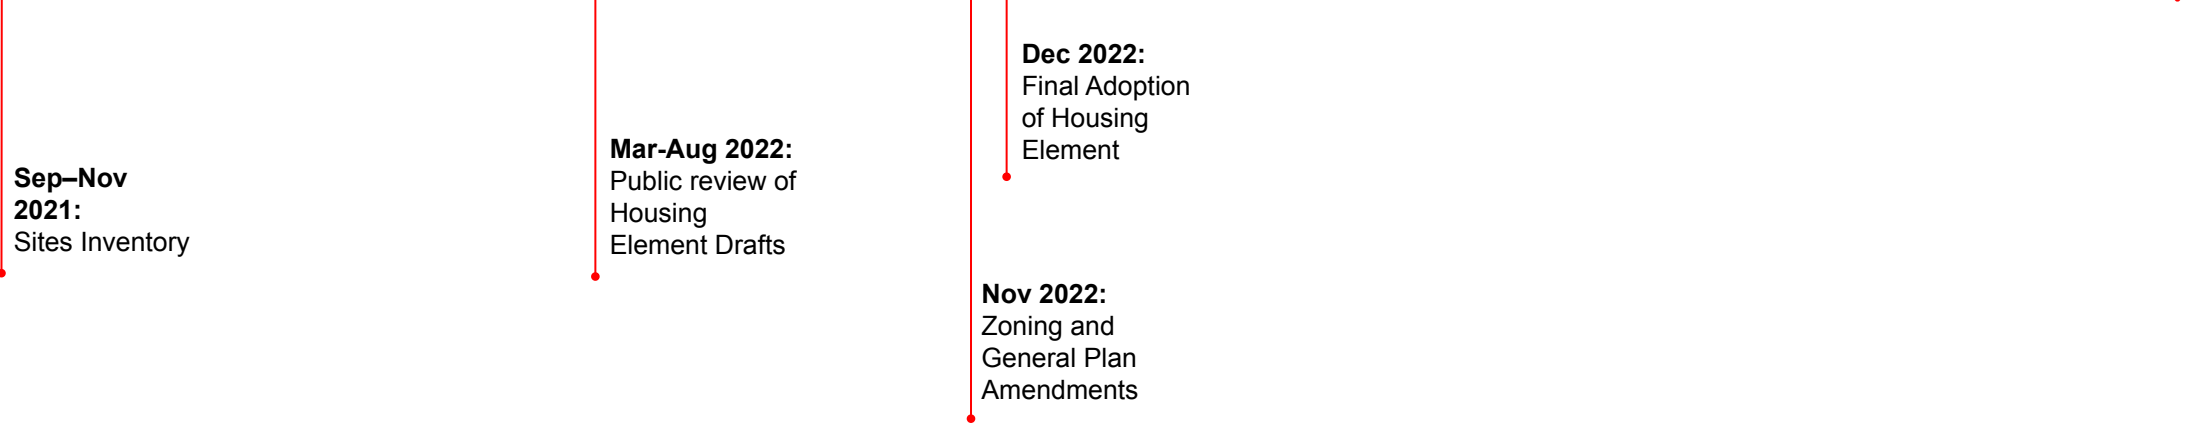 Sep–Nov
2021:
Sites Inventory
Mar-Aug 2022:
Public review of
Housing
Element Drafts
Nov 2022:
Zoning and
General Plan
Amendments
Dec 2022:
Final Adoption
of Housing
Element